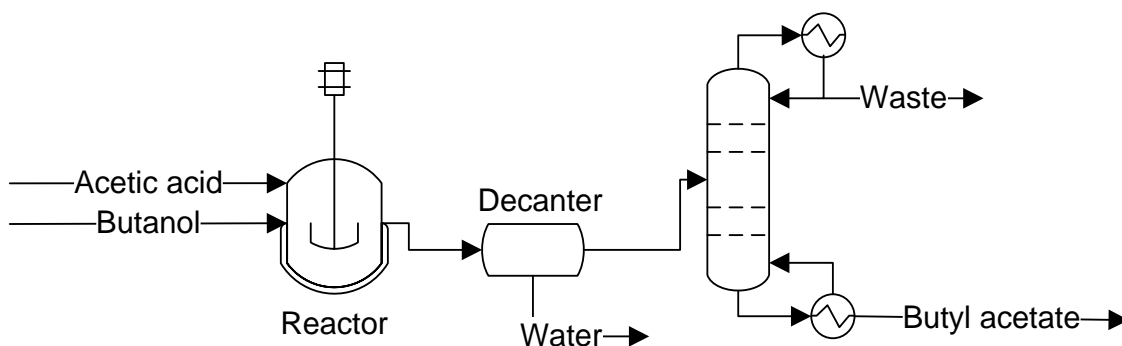 Waste
Acetic acid
Butanol
Decanter
Reactor
Water
Butyl acetate